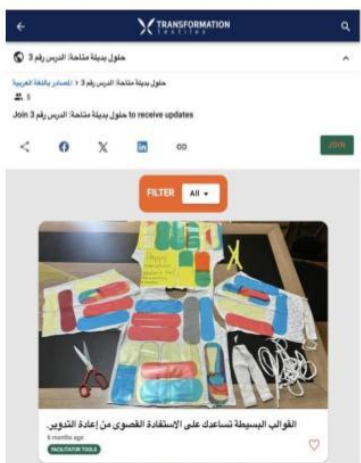 TRANSFORMATION
textiles
حلول بديلة متاحة: الدرس رقم 3
حلول بديلة متاحة: الدرس رقم 3 < المصادر باللغة العربية
5
Join حلول بديلة متاحة: الدرس رقم 3 to receive updates
JOIN
FILTER
All
Happy
القوالب البسيطة تساعدك على الاستفادة القصوى من إعادة التدوير.
6 months ago
FACILITATOR TOOLS